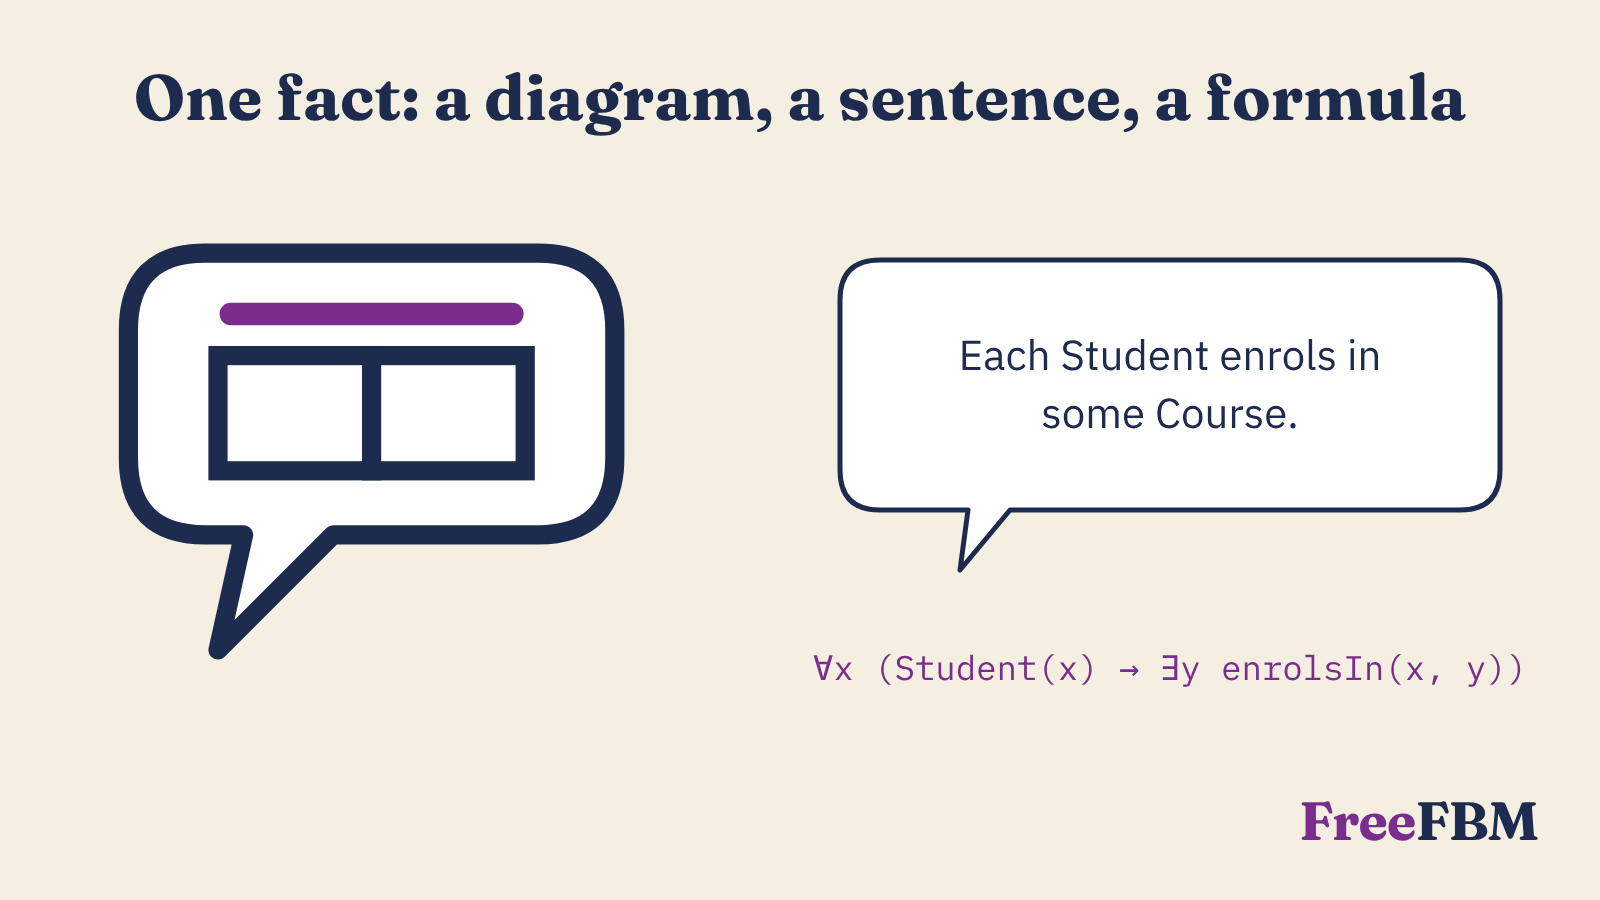 One fact: a diagram, a sentence, a formula
Each Student enrols in
some Course.
∀x (Student(x) → ∃y enrolsIn(x, y))
FreeFBM